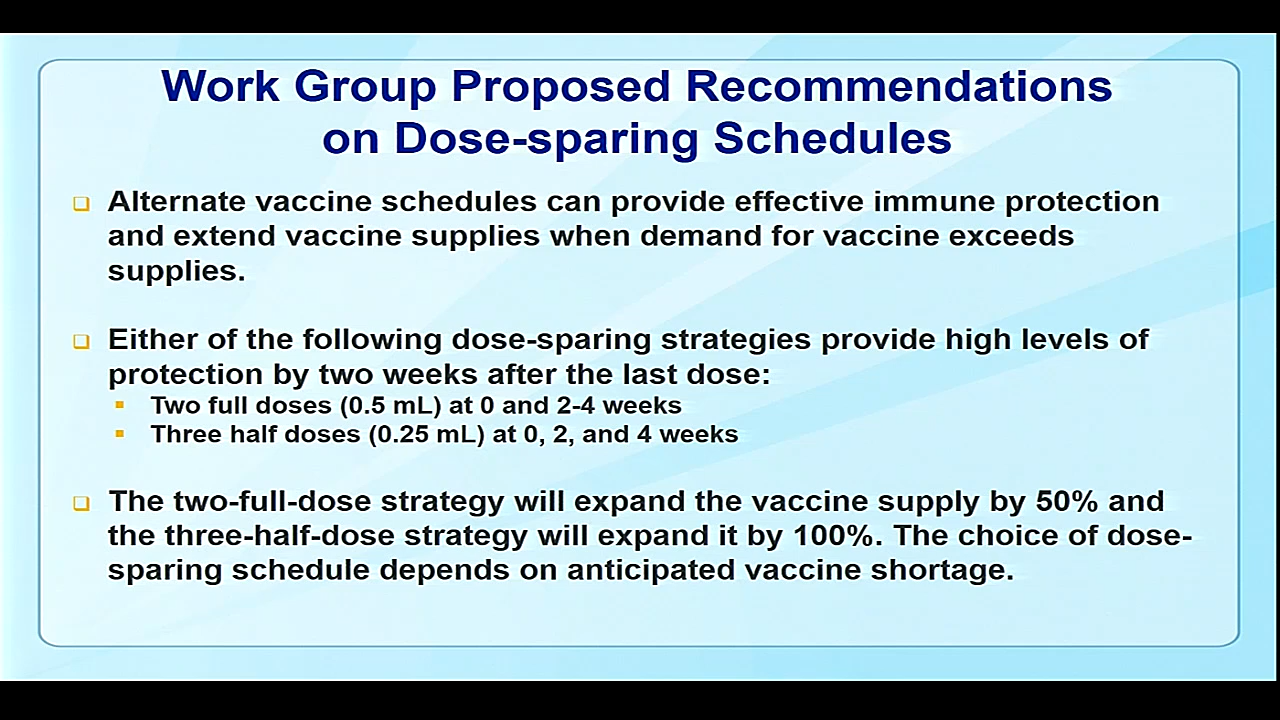 Work Group Proposed Recommendations
on Dose-sparing Schedules
Alternate vaccine schedules can provide effective immune protection
and extend vaccine supplies when demand for vaccine exceeds
supplies.
Either of the following dose-sparing strategies provide high levels of
protection by two weeks after the last dose:
Two full doses (0.5 mL) at 0 and 2-4 weeks
Three half doses (0.25 mL) at 0, 2, and 4 weeks
The two-full-dose strategy will expand the vaccine supply by 50% and
the three-half-dose strategy will expand it by 100%. The choice of dose-
sparing schedule depends on anticipated vaccine shortage.